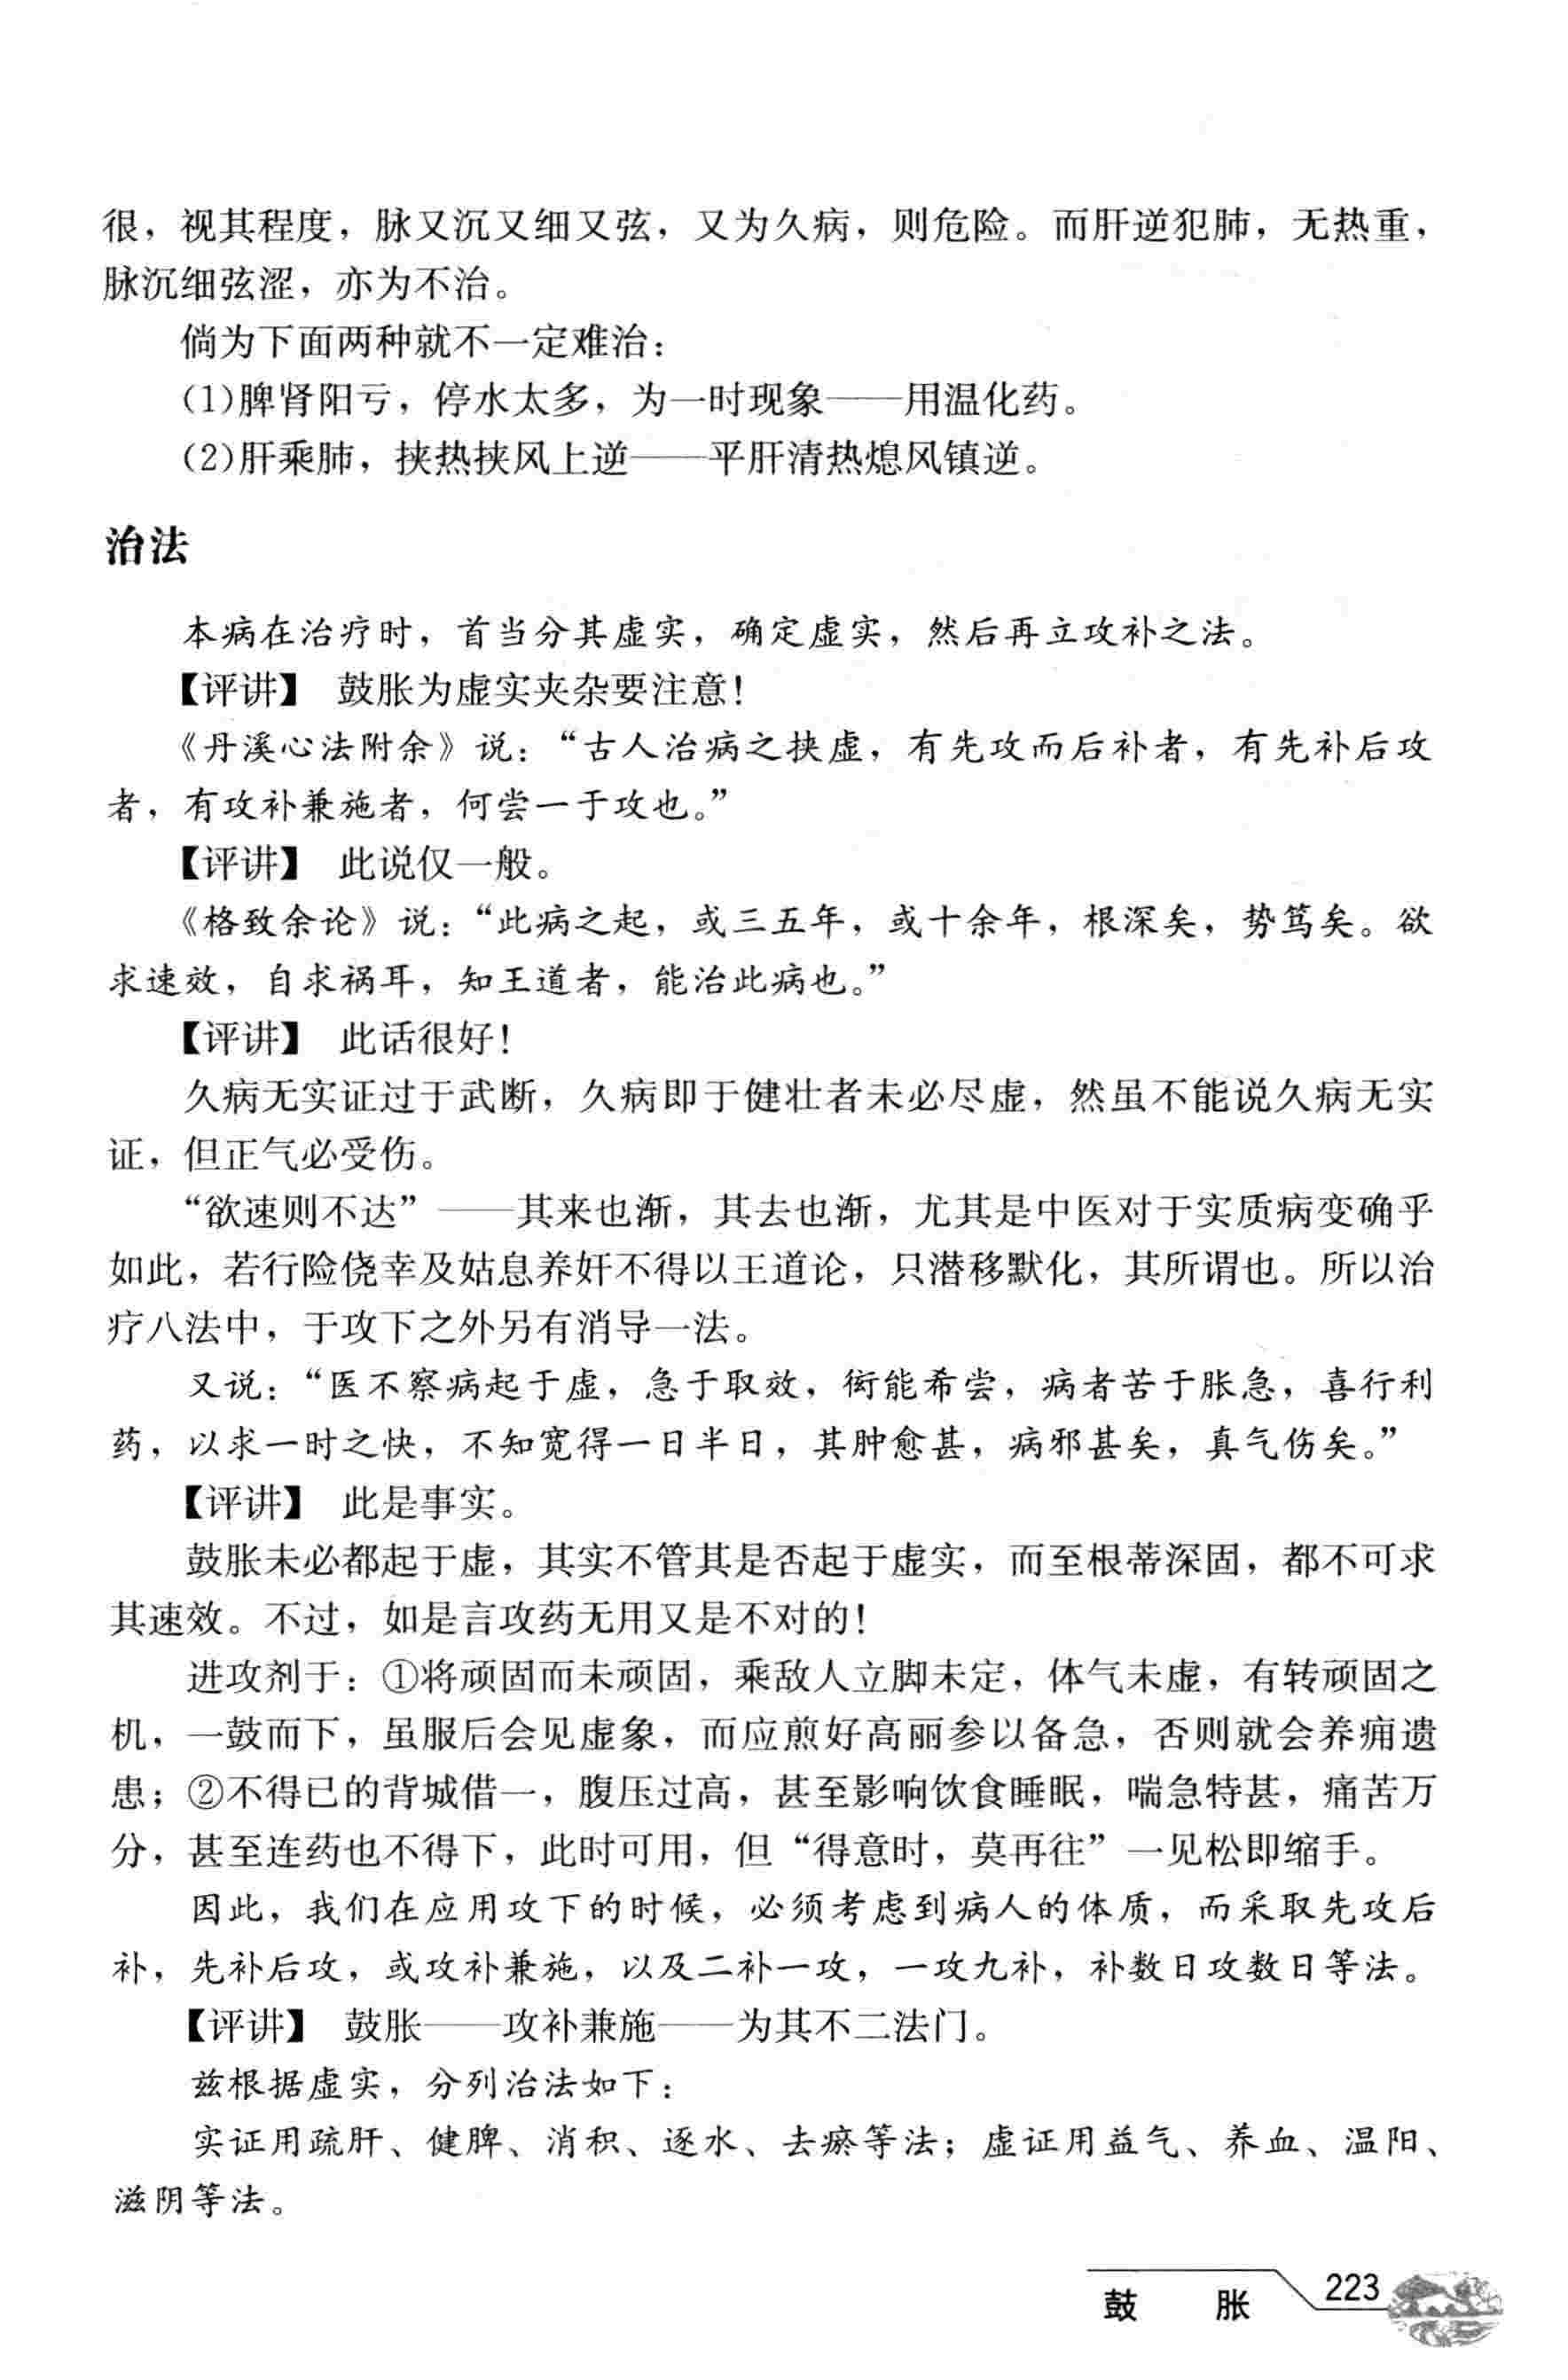 很，视其程度，脉又沉又细又弦，又为久病，则危险。而肝逆犯肺，无热重，
脉沉细弦涩，亦为不治。
倘为下面两种就不一定难治：
(1)脾肾阳亏，停水太多，为一时现象——用温化药。
(2)肝乘肺，挟热挟风上逆——平肝清热熄风镇逆。
治法
本病在治疗时，首当分其虚实，确定虚实，然后再立攻补之法。
【评讲】 鼓胀为虚实夹杂要注意！
《丹溪心法附余》说：“古人治病之挟虚，有先攻而后补者，有先补后攻
者，有攻补兼施者，何尝一于攻也。”
【评讲】 此说仅一般。
《格致余论》说：“此病之起，或三五年，或十余年，根深矣，势笃矣。欲
求速效，自求祸耳，知王道者，能治此病也。”
【评讲】 此话很好！
久病无实证过于武断，久病即于健壮者未必尽虚，然虽不能说久病无实
证，但正气必受伤。
“欲速则不达”——其来也渐，其去也渐，尤其是中医对于实质病变确乎
如此，若行险侥幸及姑息养奸不得以王道论，只潜移默化，其所谓也。所以治
疗八法中，于攻下之外另有消导一法。
又说：“医不察病起于虚，急于取效，衒能希尝，病者苦于胀急，喜行利
药，以求一时之快，不知宽得一日半日，其肿愈甚，病邪甚矣，真气伤矣。”
【评讲】 此是事实。
鼓胀未必都起于虚，其实不管其是否起于虚实，而至根蒂深固，都不可求
其速效。不过，如是言攻药无用又是不对的！
进攻剂于：①将顽固而未顽固，乘敌人立脚未定，体气未虚，有转顽固之
机，一鼓而下，虽服后会见虚象，而应煎好高丽参以备急，否则就会养痈遗
患；②不得已的背城借一，腹压过高，甚至影响饮食睡眠，喘急特甚，痛苦万
分，甚至连药也不得下，此时可用，但“得意时，莫再往”一见松即缩手。
因此，我们在应用攻下的时候，必须考虑到病人的体质，而采取先攻后
补，先补后攻，或攻补兼施，以及二补一攻，一攻九补，补数日攻数日等法。
【评讲】 鼓胀——攻补兼施——为其不二法门。
兹根据虚实，分列治法如下：
实证用疏肝、健脾、消积、逐水、去瘀等法；虚证用益气、养血、温阳、
滋阴等法。
鼓 胀 223